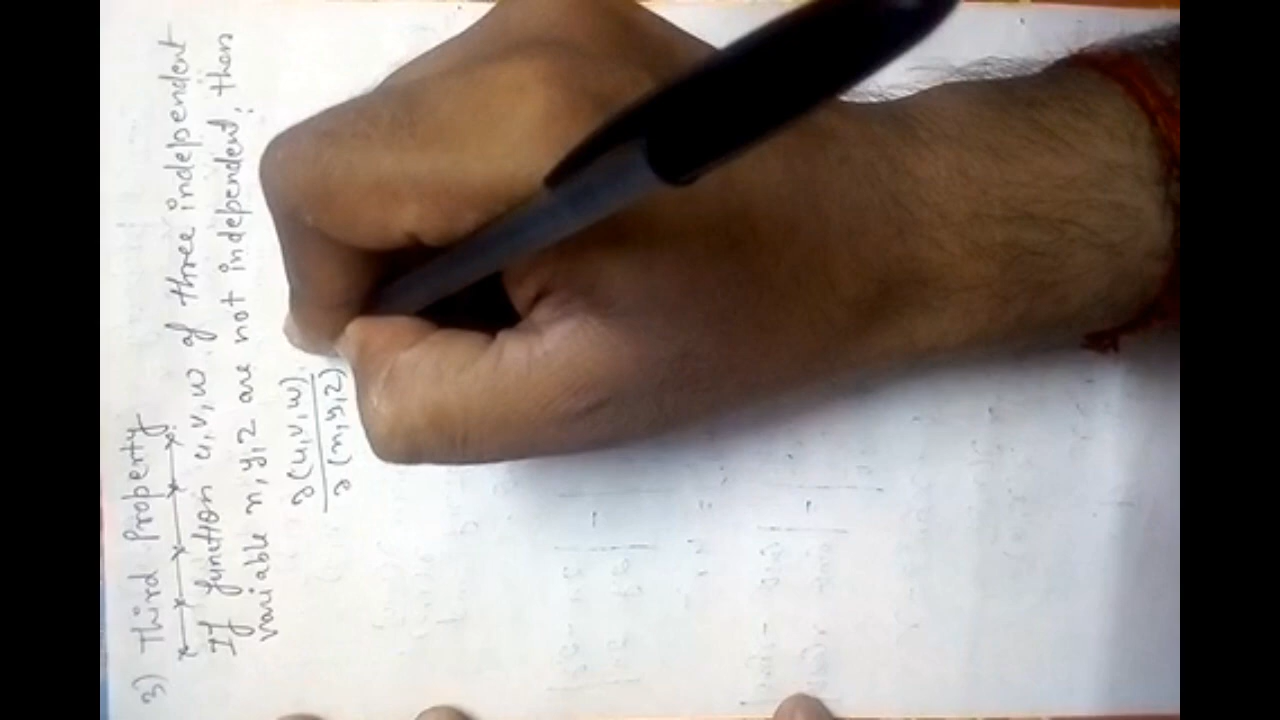 3) Third Property
If function u, v, w of three independent
variable x, y, z are not independent, then
∂(u, v, w)
∂(x, y, z)